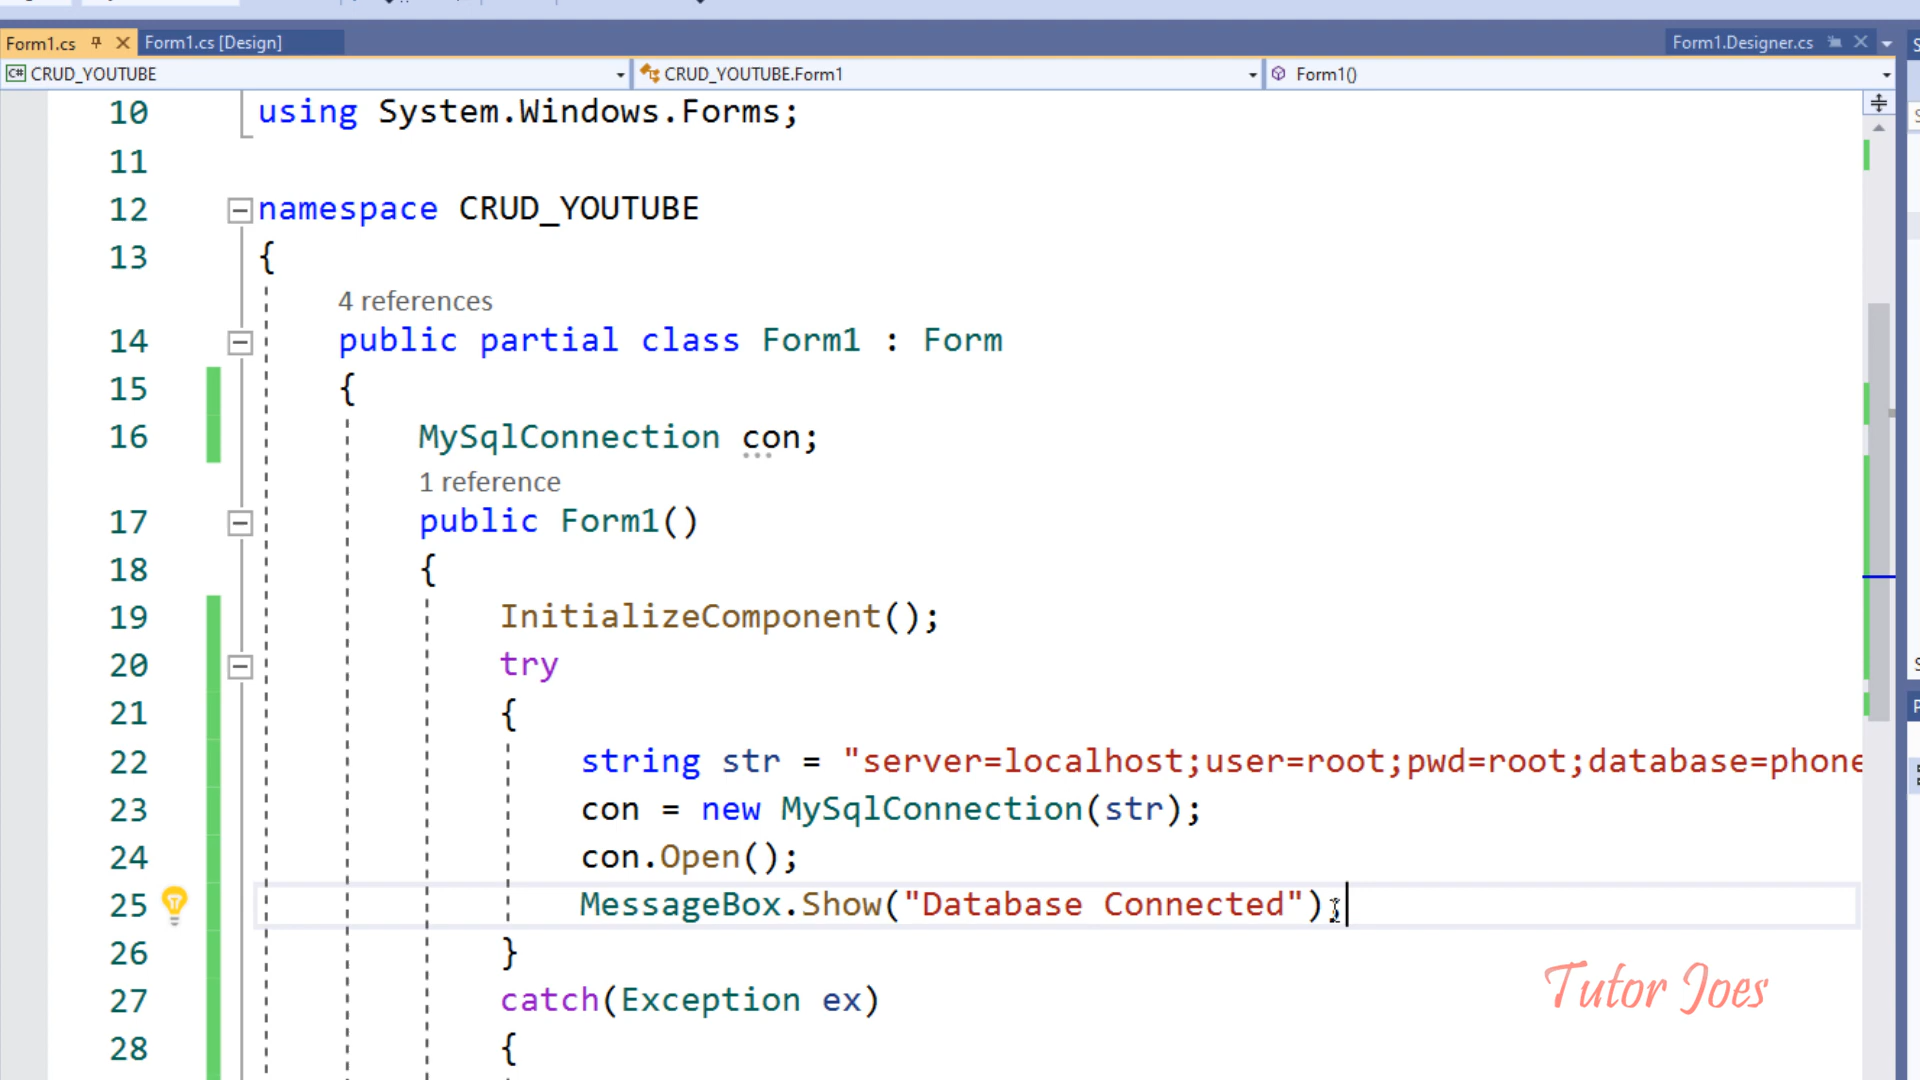 Form1.cs
Form1.cs [Design]
Form1.Designer.cs
C# CRUD_YOUTUBE
CRUD_YOUTUBE.Form1
Form1()
10 using System.Windows.Forms;
11
12 namespace CRUD_YOUTUBE
13 {
4 references
14 public partial class Form1 : Form
15 {
16 MySqlConnection con;
1 reference
17 public Form1()
18 {
19 InitializeComponent();
20 try
21 {
22 string str = "server=localhost;user=root;pwd=root;database=phone
23 con = new MySqlConnection(str);
24 con.Open();
25 MessageBox.Show("Database Connected");
26 }
27 catch(Exception ex)
28 {
Tutor Joes